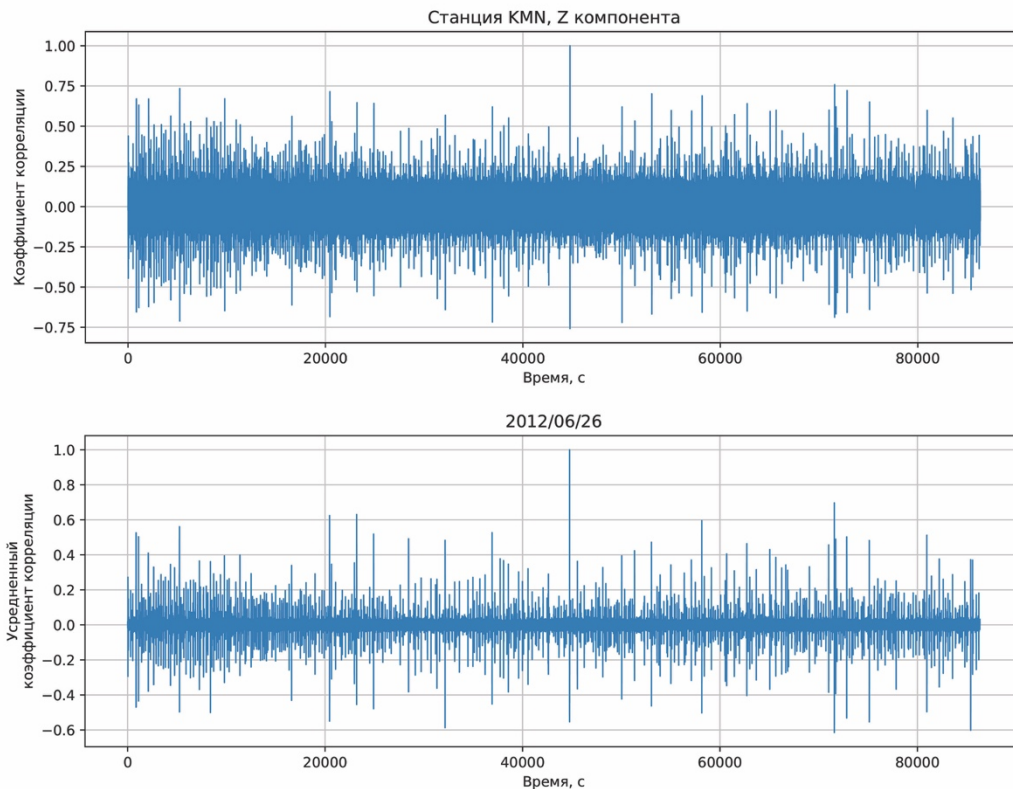 Станция KMN, Z компонента
Коэффициент корреляции
1.00
0.75
0.50
0.25
0.00
−0.25
−0.50
−0.75
0 20000 40000 60000 80000
Время, с
2012/06/26
Усредненный
коэффициент корреляции
1.0
0.8
0.6
0.4
0.2
0.0
−0.2
−0.4
−0.6
0 20000 40000 60000 80000
Время, с